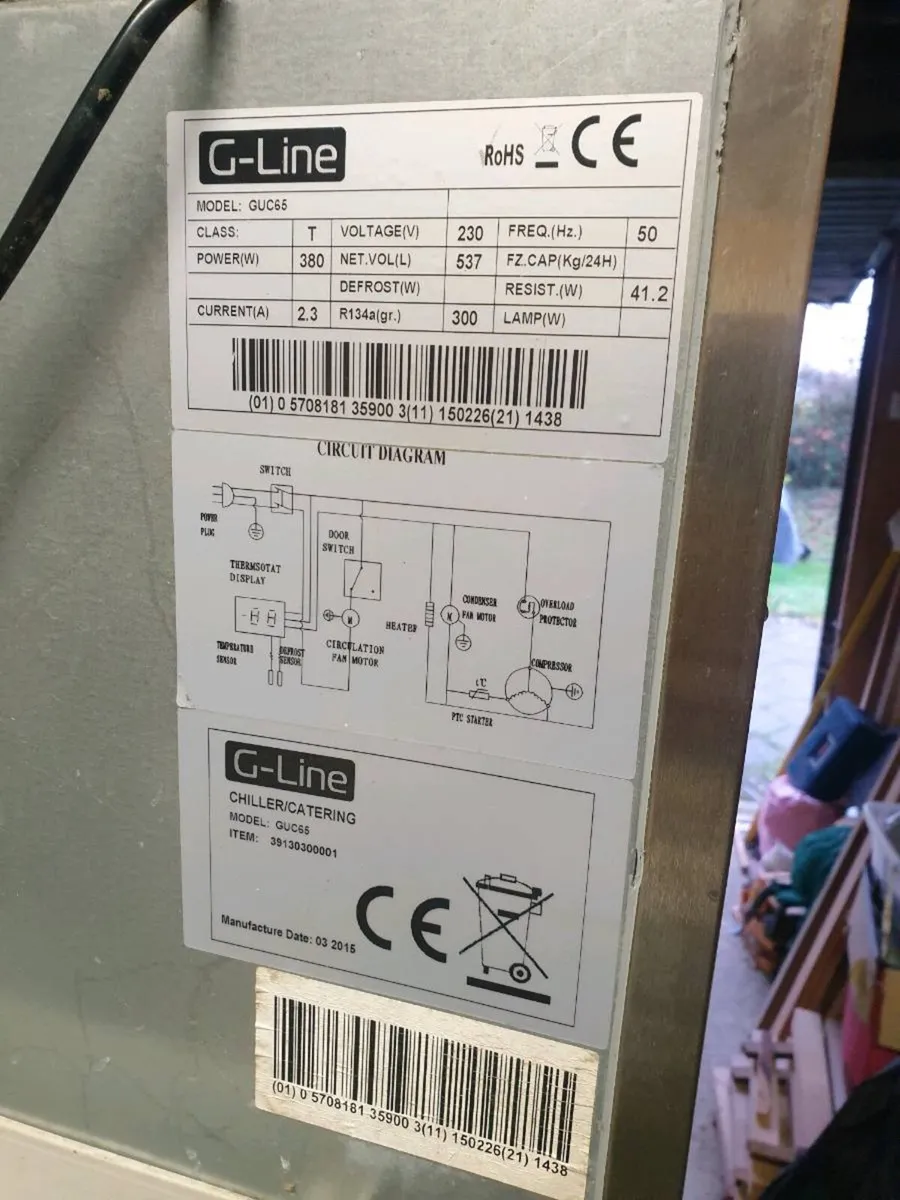 G-Line RoHS CE
MODEL: GUC65
CLASS: T VOLTAGE(V) 230 FREQ.(Hz.) 50
POWER(W) 380 NET.VOL(L) 537 FZ.CAP(Kg/24H)
DEFROST(W) RESIST.(W) 41.2
CURRENT(A) 2.3 R134a(gr.) 300 LAMP(W)
(01) 0 5708181 35900 3(11) 150226(21) 1438
CIRCUIT DIAGRAM
SWITCH
POWER
PLUG
DOOR
SWITCH
THERMSOTAT
DISPLAY
TEMPERATURE
SENSOR
DEFROST
SENSOR
M
CIRCULATION
FAN MOTOR
HEATER
M
CONDENSER
FAN MOTOR
OVERLOAD
PROTECTOR
COMPRESSOR
t℃
PTC STARTER
G-Line
CHILLER/CATERING
MODEL: GUC65
ITEM: 39130300001
Manufacture Date: 03 2015
CE
(01) 0 5708181 35900 3(11) 150226(21) 1438